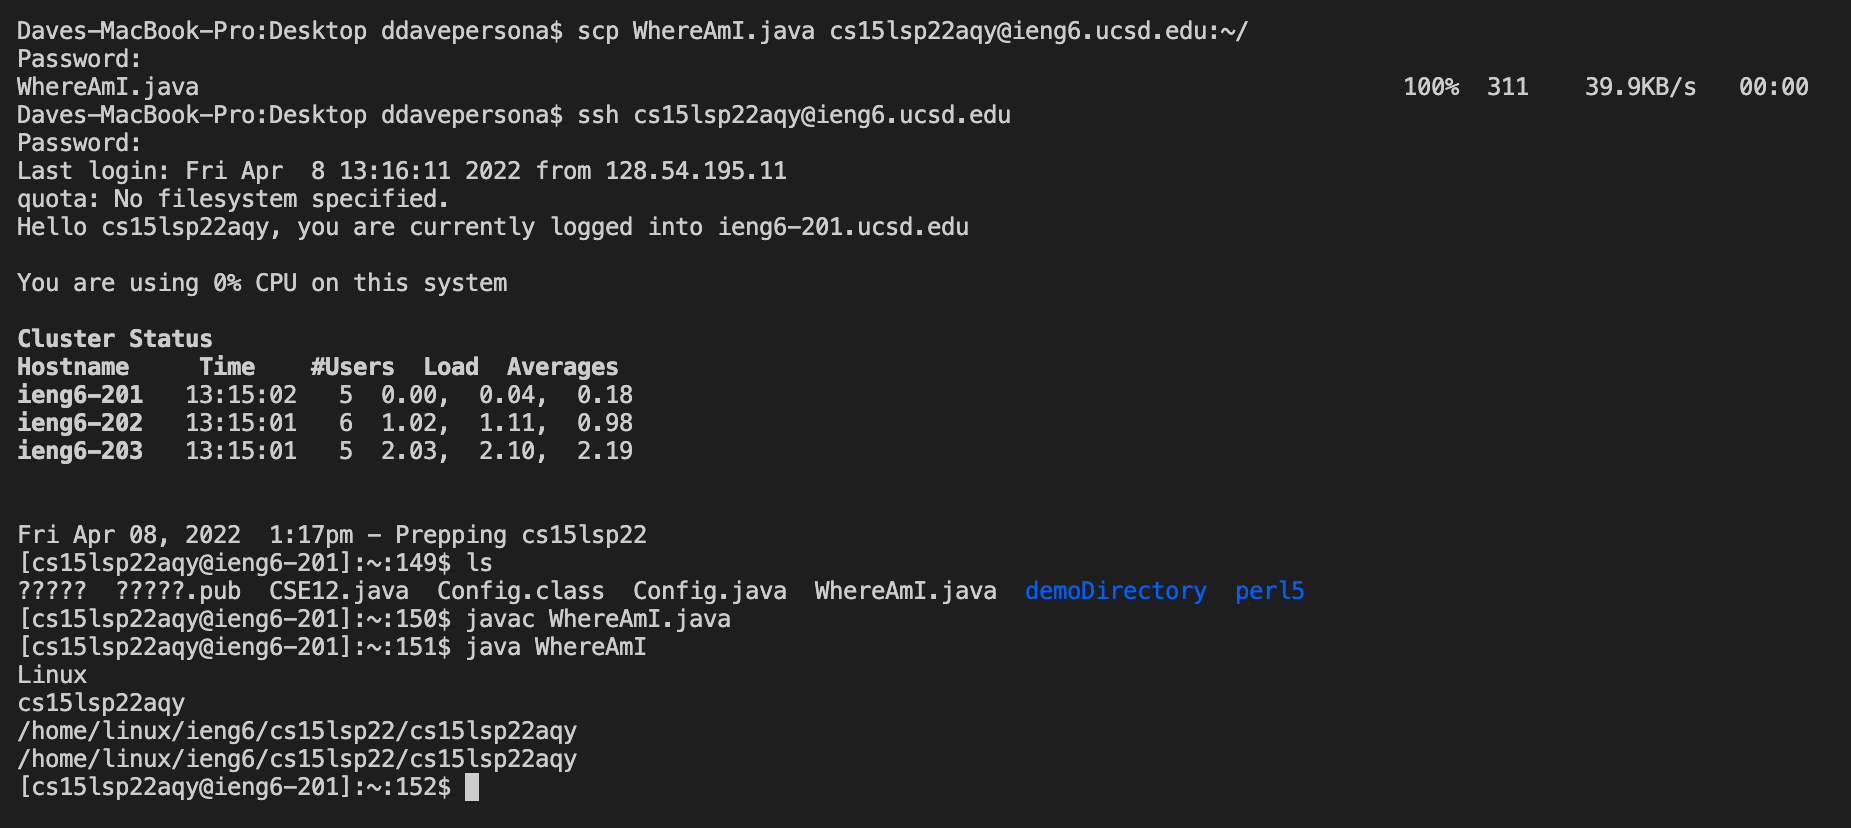 Daves-MacBook-Pro:Desktop ddavepersona$ scp WhereAmI.java cs15lsp22aqy@ieng6.ucsd.edu:~/
Password:
WhereAmI.java 100% 311 39.9KB/s 00:00
Daves-MacBook-Pro:Desktop ddavepersona$ ssh cs15lsp22aqy@ieng6.ucsd.edu
Password:
Last login: Fri Apr  8 13:16:11 2022 from 128.54.195.11
quota: No filesystem specified.
Hello cs15lsp22aqy, you are currently logged into ieng6-201.ucsd.edu
You are using 0% CPU on this system
Cluster Status
Hostname     Time    #Users  Load  Averages
ieng6-201   13:15:02   5  0.00,  0.04,  0.18
ieng6-202   13:15:01   6  1.02,  1.11,  0.98
ieng6-203   13:15:01   5  2.03,  2.10,  2.19
Fri Apr 08, 2022  1:17pm - Prepping cs15lsp22
[cs15lsp22aqy@ieng6-201]:~:149$ ls
?????  ?????.pub  CSE12.java  Config.class  Config.java  WhereAmI.java  demoDirectory  perl5
[cs15lsp22aqy@ieng6-201]:~:150$ javac WhereAmI.java
[cs15lsp22aqy@ieng6-201]:~:151$ java WhereAmI
Linux
cs15lsp22aqy
/home/linux/ieng6/cs15lsp22/cs15lsp22aqy
/home/linux/ieng6/cs15lsp22/cs15lsp22aqy
[cs15lsp22aqy@ieng6-201]:~:152$